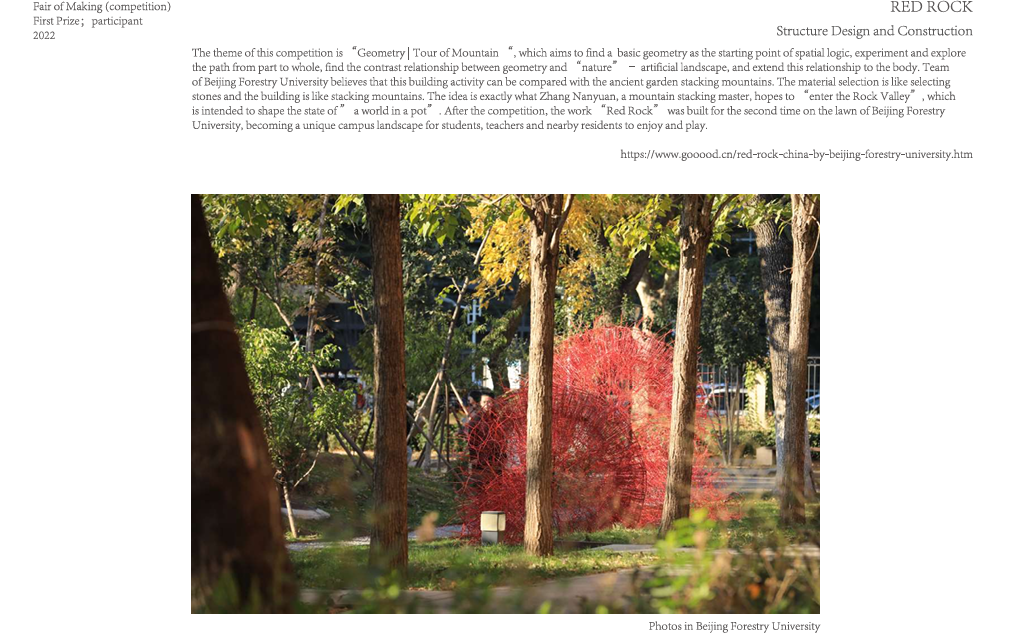 Fair of Making (competition)
First Prize; participant
2022
RED ROCK
Structure Design and Construction
The theme of this competition is “Geometry| Tour of Mountain “, which aims to find a basic geometry as the starting point of spatial logic, experiment and explore
the path from part to whole, find the contrast relationship between geometry and “nature” – artificial landscape, and extend this relationship to the body. Team
of Beijing Forestry University believes that this building activity can be compared with the ancient garden stacking mountains. The material selection is like selecting
stones and the building is like stacking mountains. The idea is exactly what Zhang Nanyuan, a mountain stacking master, hopes to “enter the Rock Valley” , which
is intended to shape the state of ” a world in a pot” . After the competition, the work “Red Rock” was built for the second time on the lawn of Beijing Forestry
University, becoming a unique campus landscape for students, teachers and nearby residents to enjoy and play.
https://www.gooood.cn/red-rock-china-by-beijing-forestry-university.htm
Photos in Beijing Forestry University